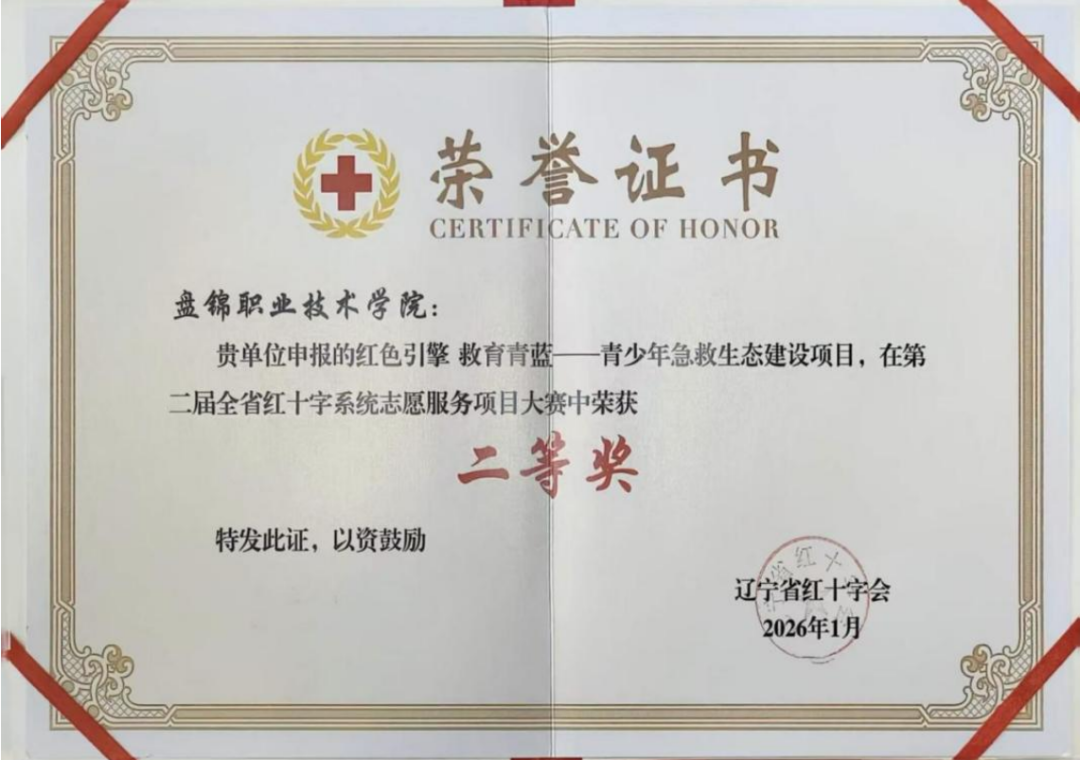 荣誉证书
CERTIFICATE OF HONOR
盘锦职业技术学院：
贵单位申报的红色引擎 救育青蓝——青少年急救生态建设项目，在第
二届全省红十字系统志愿服务项目大赛中荣获
二等奖
特发此证，以资鼓励
辽宁省红十字会
2026年1月